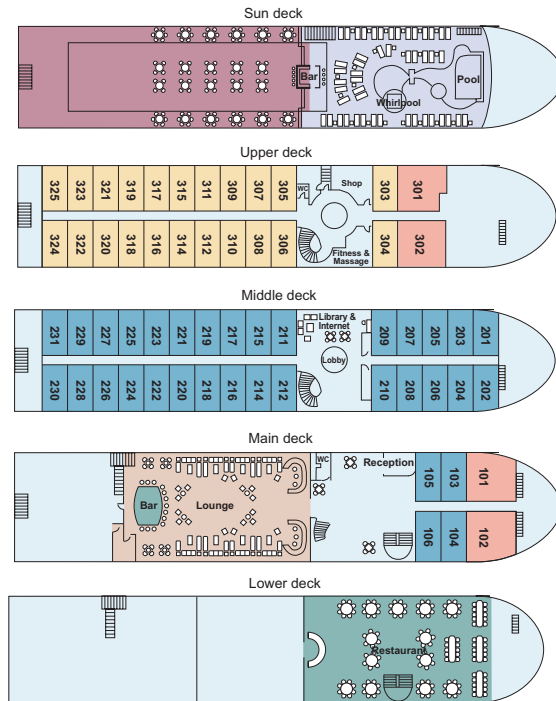 Sun deck
Bar
Pool
Whirlpool
Upper deck
325 323 321 319 317 315 311 309 307 305 WC Shop 303 301
324 322 320 318 316 314 312 310 308 306 Fitness & 304 302
Massage
Middle deck
231 229 227 225 223 221 219 217 215 211 Library & 209 207 205 203 201
Internet
Lobby
230 228 226 224 222 220 218 216 214 212 210 208 206 204 202
Main deck
WC Reception
105 103 101
Bar Lounge
106 104 102
Lower deck
Restaurant